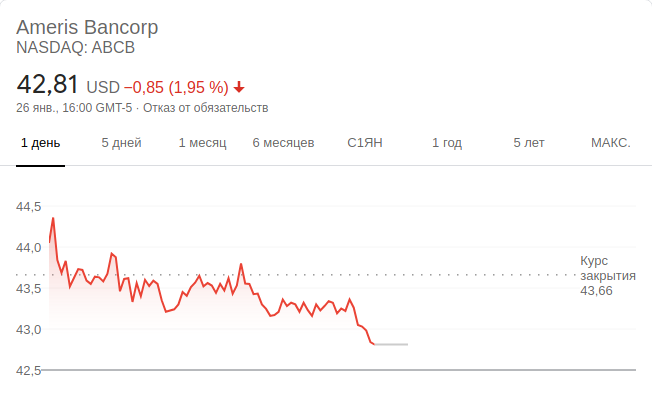 Ameris Bancorp
NASDAQ: ABCB
42,81 USD −0,85 (1,95 %)
26 янв., 16:00 GMT-5 · Отказ от обязательств
1 день 5 дней 1 месяц 6 месяцев С1ЯН 1 год 5 лет МАКС.
44,5
44,0
Курс
закрытия
43,66
43,5
43,0
42,5